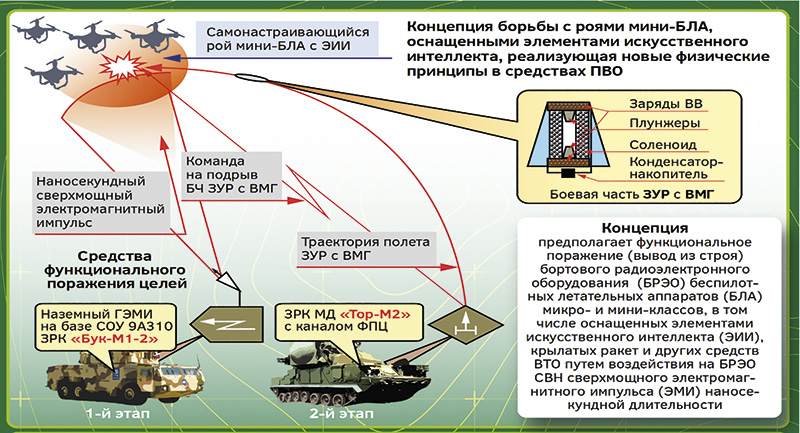 Самонастраивающийся
рой мини-БЛА с ЭИИ
Концепция борьбы с роями мини-БЛА,
оснащенными элементами искусственного
интеллекта, реализующая новые физические
принципы в средствах ПВО
Заряды ВВ
Плунжеры
Соленоид
Конденсатор-
накопитель
Боевая часть ЗУР с ВМГ
Команда
на подрыв
БЧ ЗУР с ВМГ
Наносекундный
сверхмощный
электромагнитный
импульс
Траектория полета
ЗУР с ВМГ
Средства
функционального
поражения целей
Наземный ГЭМИ
на базе СОУ 9А310
ЗРК «Бук-М1-2»
1-й этап
ЗРК МД «Тор-М2»
с каналом ФПЦ
2-й этап
Концепция
предполагает функциональное
поражение (вывод из строя)
бортового радиоэлектронного
оборудования (БРЭО) беспилот-
ных летательных аппаратов (БЛА)
микро- и мини-классов, в том
числе оснащенных элементами
искусственного интеллекта (ЭИИ),
крылатых ракет и других средств
ВТО путем воздействия на БРЭО
СВН сверхмощного электромаг-
нитного импульса (ЭМИ) наносе-
кундной длительности